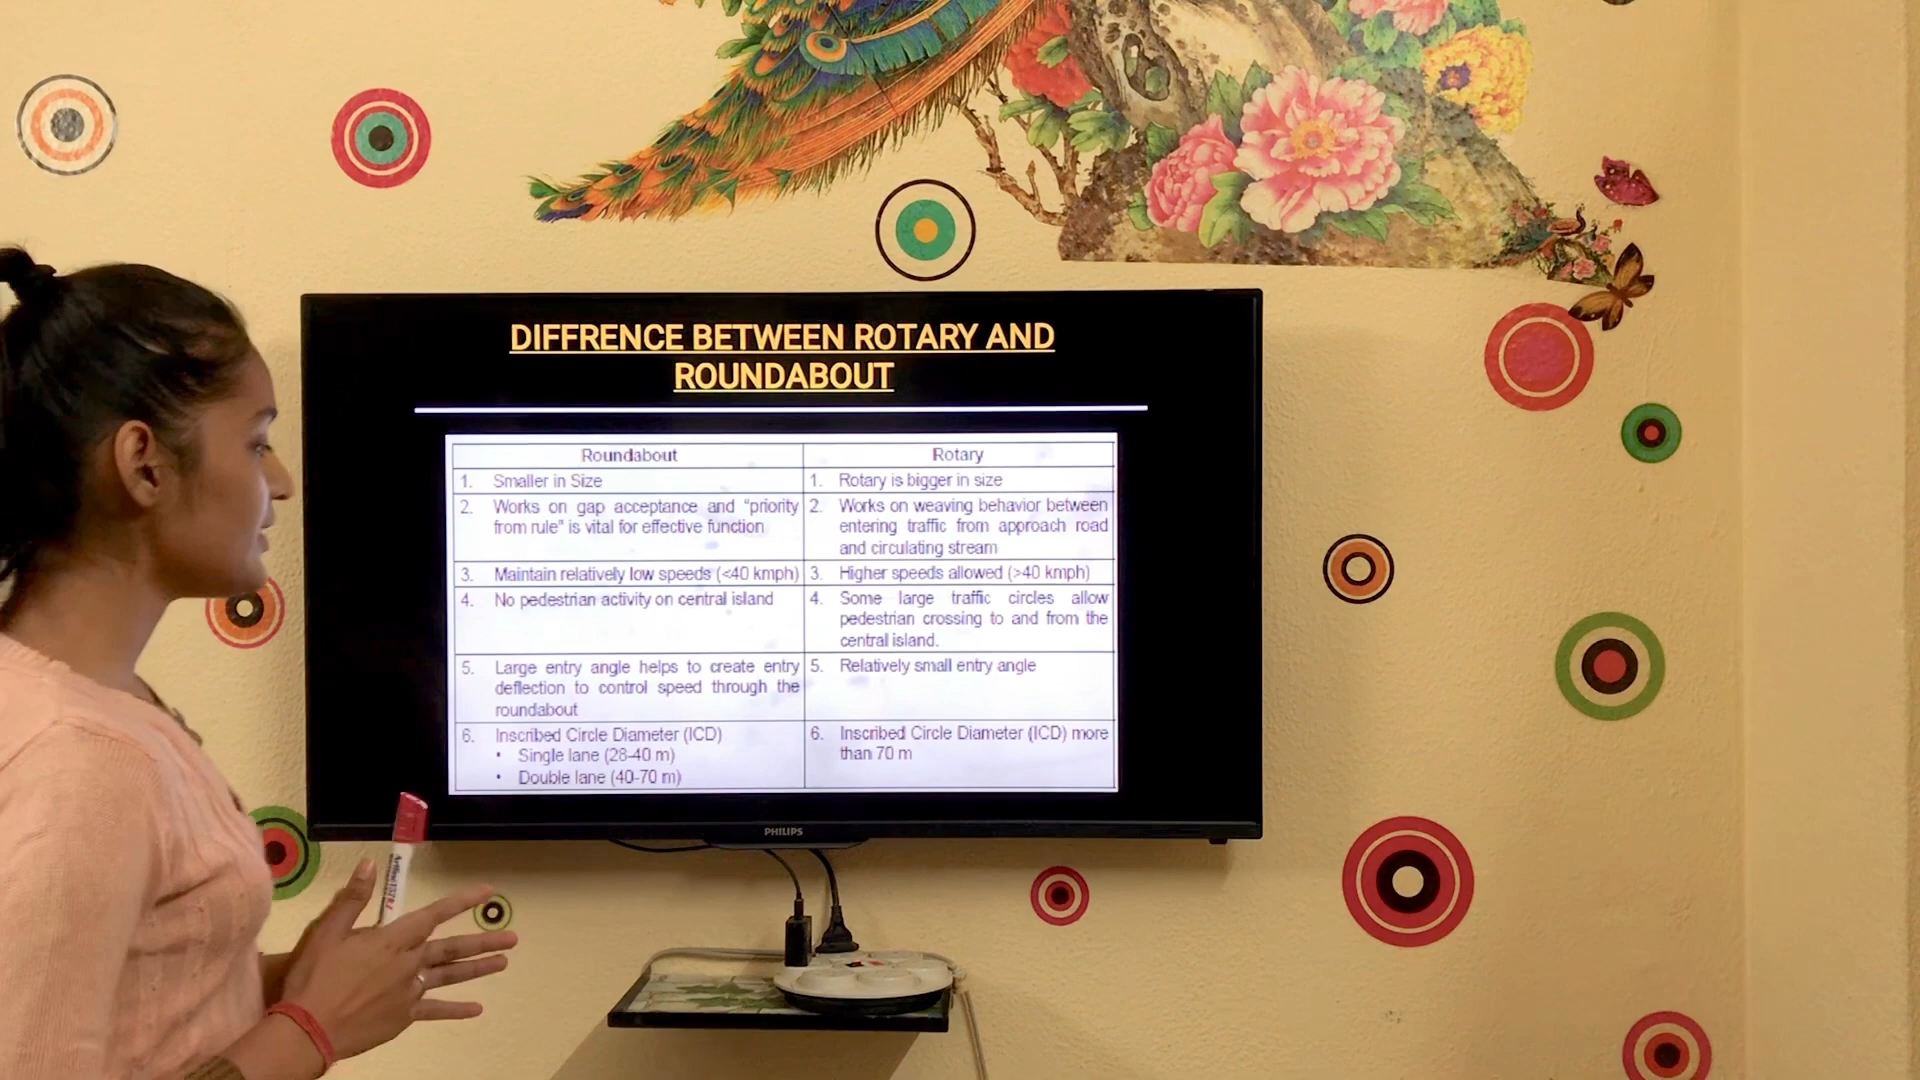 DIFFRENCE BETWEEN ROTARY AND
ROUNDABOUT
Roundabout
Rotary
1. Smaller in Size
1. Rotary is bigger in size
2. Works on gap acceptance and "priority
from rule" is vital for effective function
2. Works on weaving behavior between
entering traffic from approach road
and circulating stream
3. Maintain relatively low speeds (<40 kmph)
3. Higher speeds allowed (>40 kmph)
4. No pedestrian activity on central island
4. Some large traffic circles allow
pedestrian crossing to and from the
central island.
5. Large entry angle helps to create entry
deflection to control speed through the
roundabout
5. Relatively small entry angle
6. Inscribed Circle Diameter (ICD)
• Single lane (28-40 m)
• Double lane (40-70 m)
6. Inscribed Circle Diameter (ICD) more
than 70 m
PHILIPS